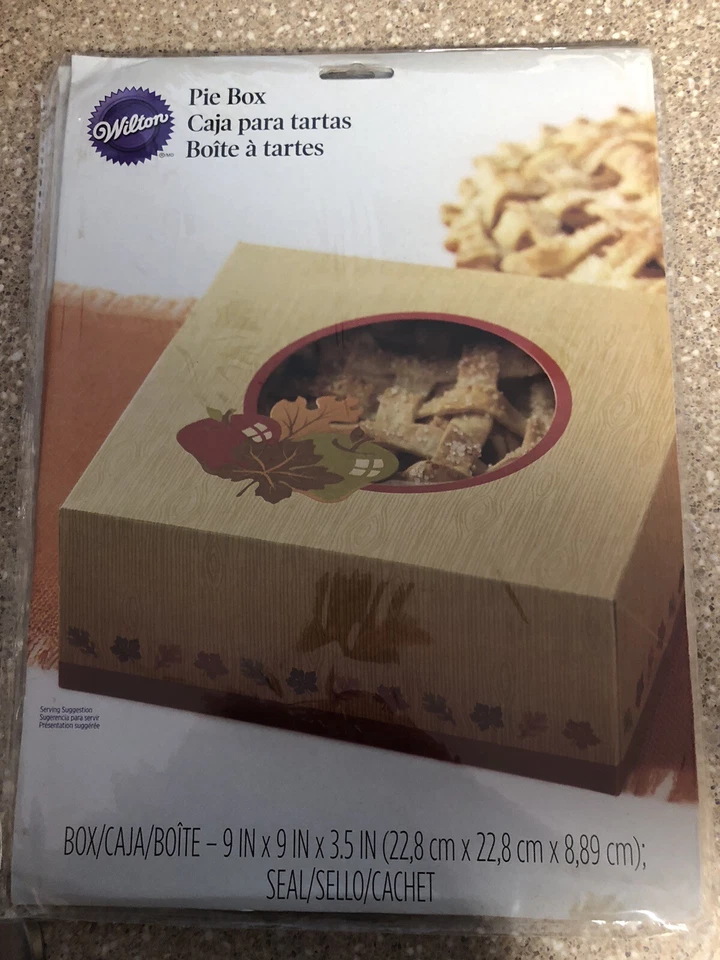 Wilton
Pie Box
Caja para tartas
Boîte à tartes
Serving Suggestion
Sugerencia para servir
Présentation suggérée
BOX/CAJA/BOÎTE – 9 IN x 9 IN x 3.5 IN (22,8 cm x 22,8 cm x 8,89 cm);
SEAL/SELLO/CACHET